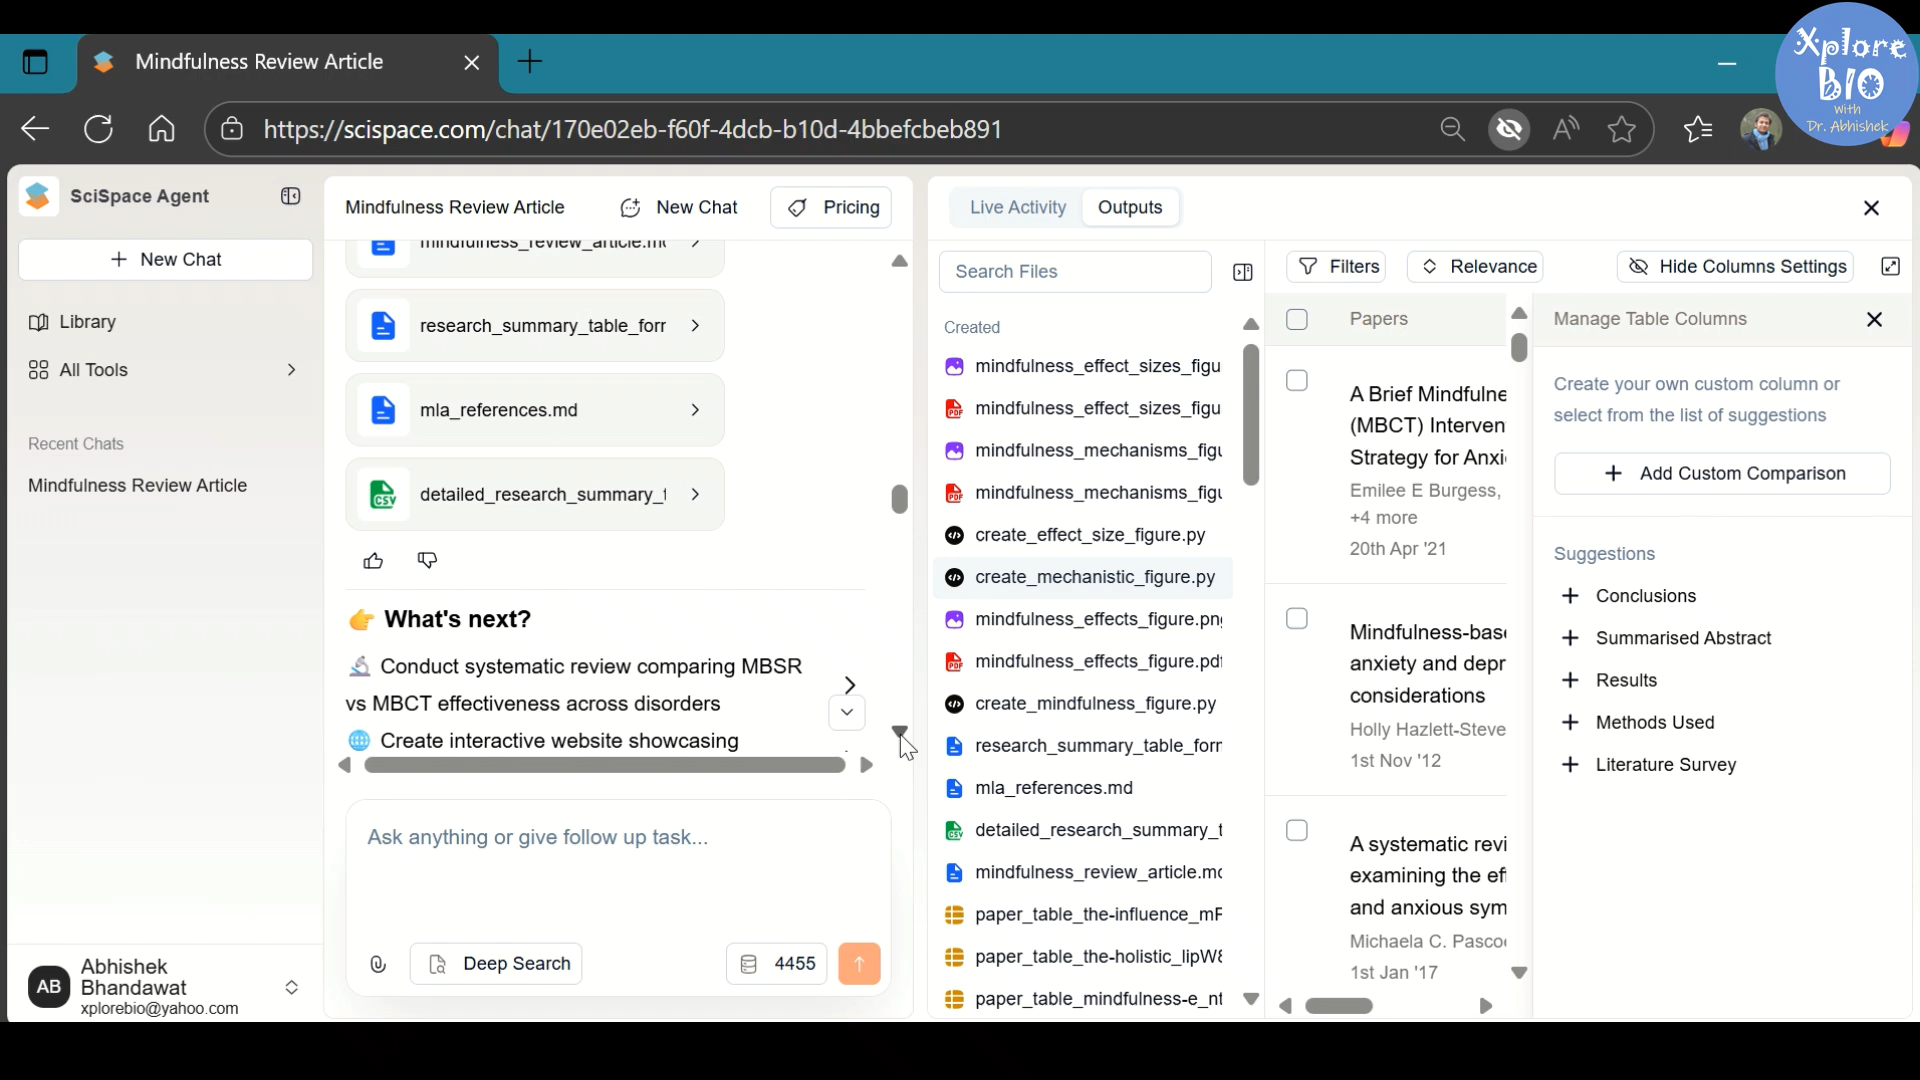 Mindfulness Review Article
Xplore
BIO
With
Dr. Abhishek
https://scispace.com/chat/170e02eb-f60f-4dcb-b10d-4bbefcbeb891
SciSpace Agent
New Chat
Library
All Tools
Recent Chats
Mindfulness Review Article
AB
Abhishek
Bhandawat
xplorebio@yahoo.com
Mindfulness Review Article
New Chat
Pricing
mindfulness_review_article.m
research_summary_table_forr
mla_references.md
detailed_research_summary_t
What's next?
Conduct systematic review comparing MBSR
vs MBCT effectiveness across disorders
Create interactive website showcasing
Ask anything or give follow up task...
Deep Search
4455
Live Activity
Outputs
Search Files
Created
mindfulness_effect_sizes_figu
mindfulness_effect_sizes_figu
mindfulness_mechanisms_figu
mindfulness_mechanisms_figu
create_effect_size_figure.py
create_mechanistic_figure.py
mindfulness_effects_figure.pn
mindfulness_effects_figure.pdf
create_mindfulness_figure.py
research_summary_table_forr
mla_references.md
detailed_research_summary_t
mindfulness_review_article.mc
paper_table_the-influence_mF
paper_table_the-holistic_lipW8
paper_table_mindfulness-e_nt
Filters
Relevance
Hide Columns Settings
Papers
A Brief Mindfulne
(MBCT) Interven
Strategy for Anxi
Emilee E Burgess,
+4 more
20th Apr '21
Mindfulness-base
anxiety and depr
considerations
Holly Hazlett-Steve
1st Nov '12
A systematic revi
examining the ef
and anxious sym
Michaela C. Pasco
1st Jan '17
Manage Table Columns
Create your own custom column or
select from the list of suggestions
Add Custom Comparison
Suggestions
Conclusions
Summarised Abstract
Results
Methods Used
Literature Survey